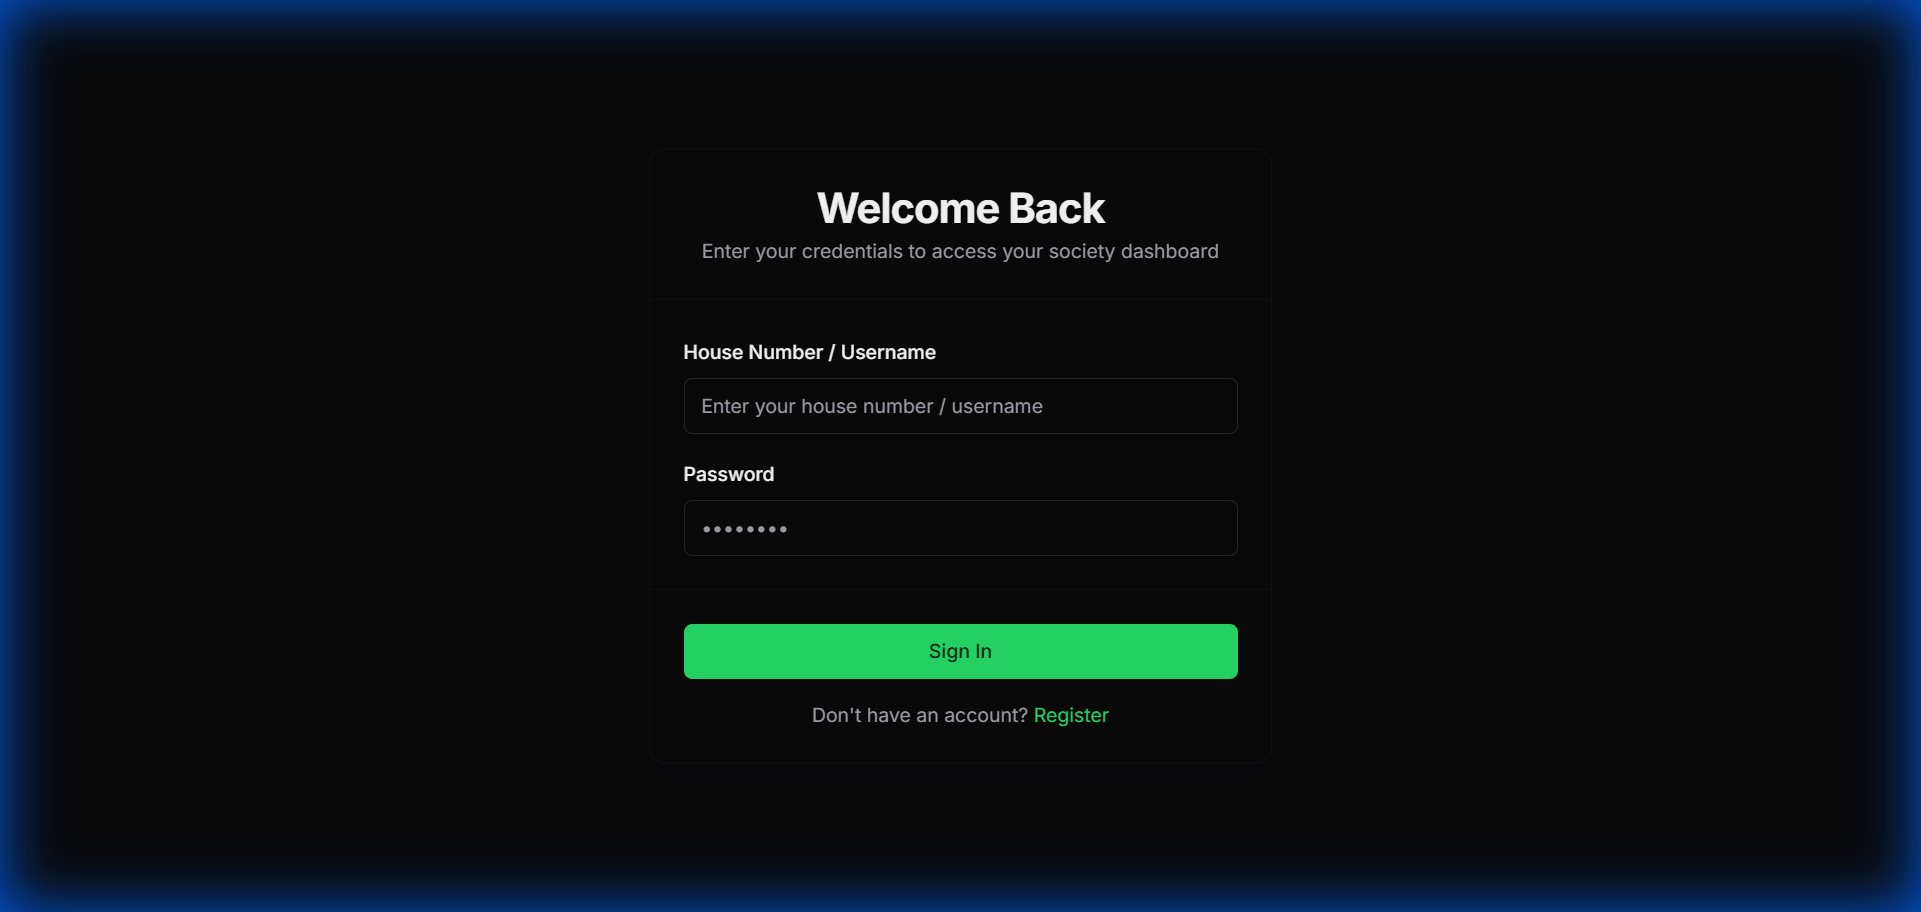 Welcome Back
Enter your credentials to access your society dashboard
House Number / Username
Enter your house number / username
Password
••••••••
Sign In
Don't have an account? Register